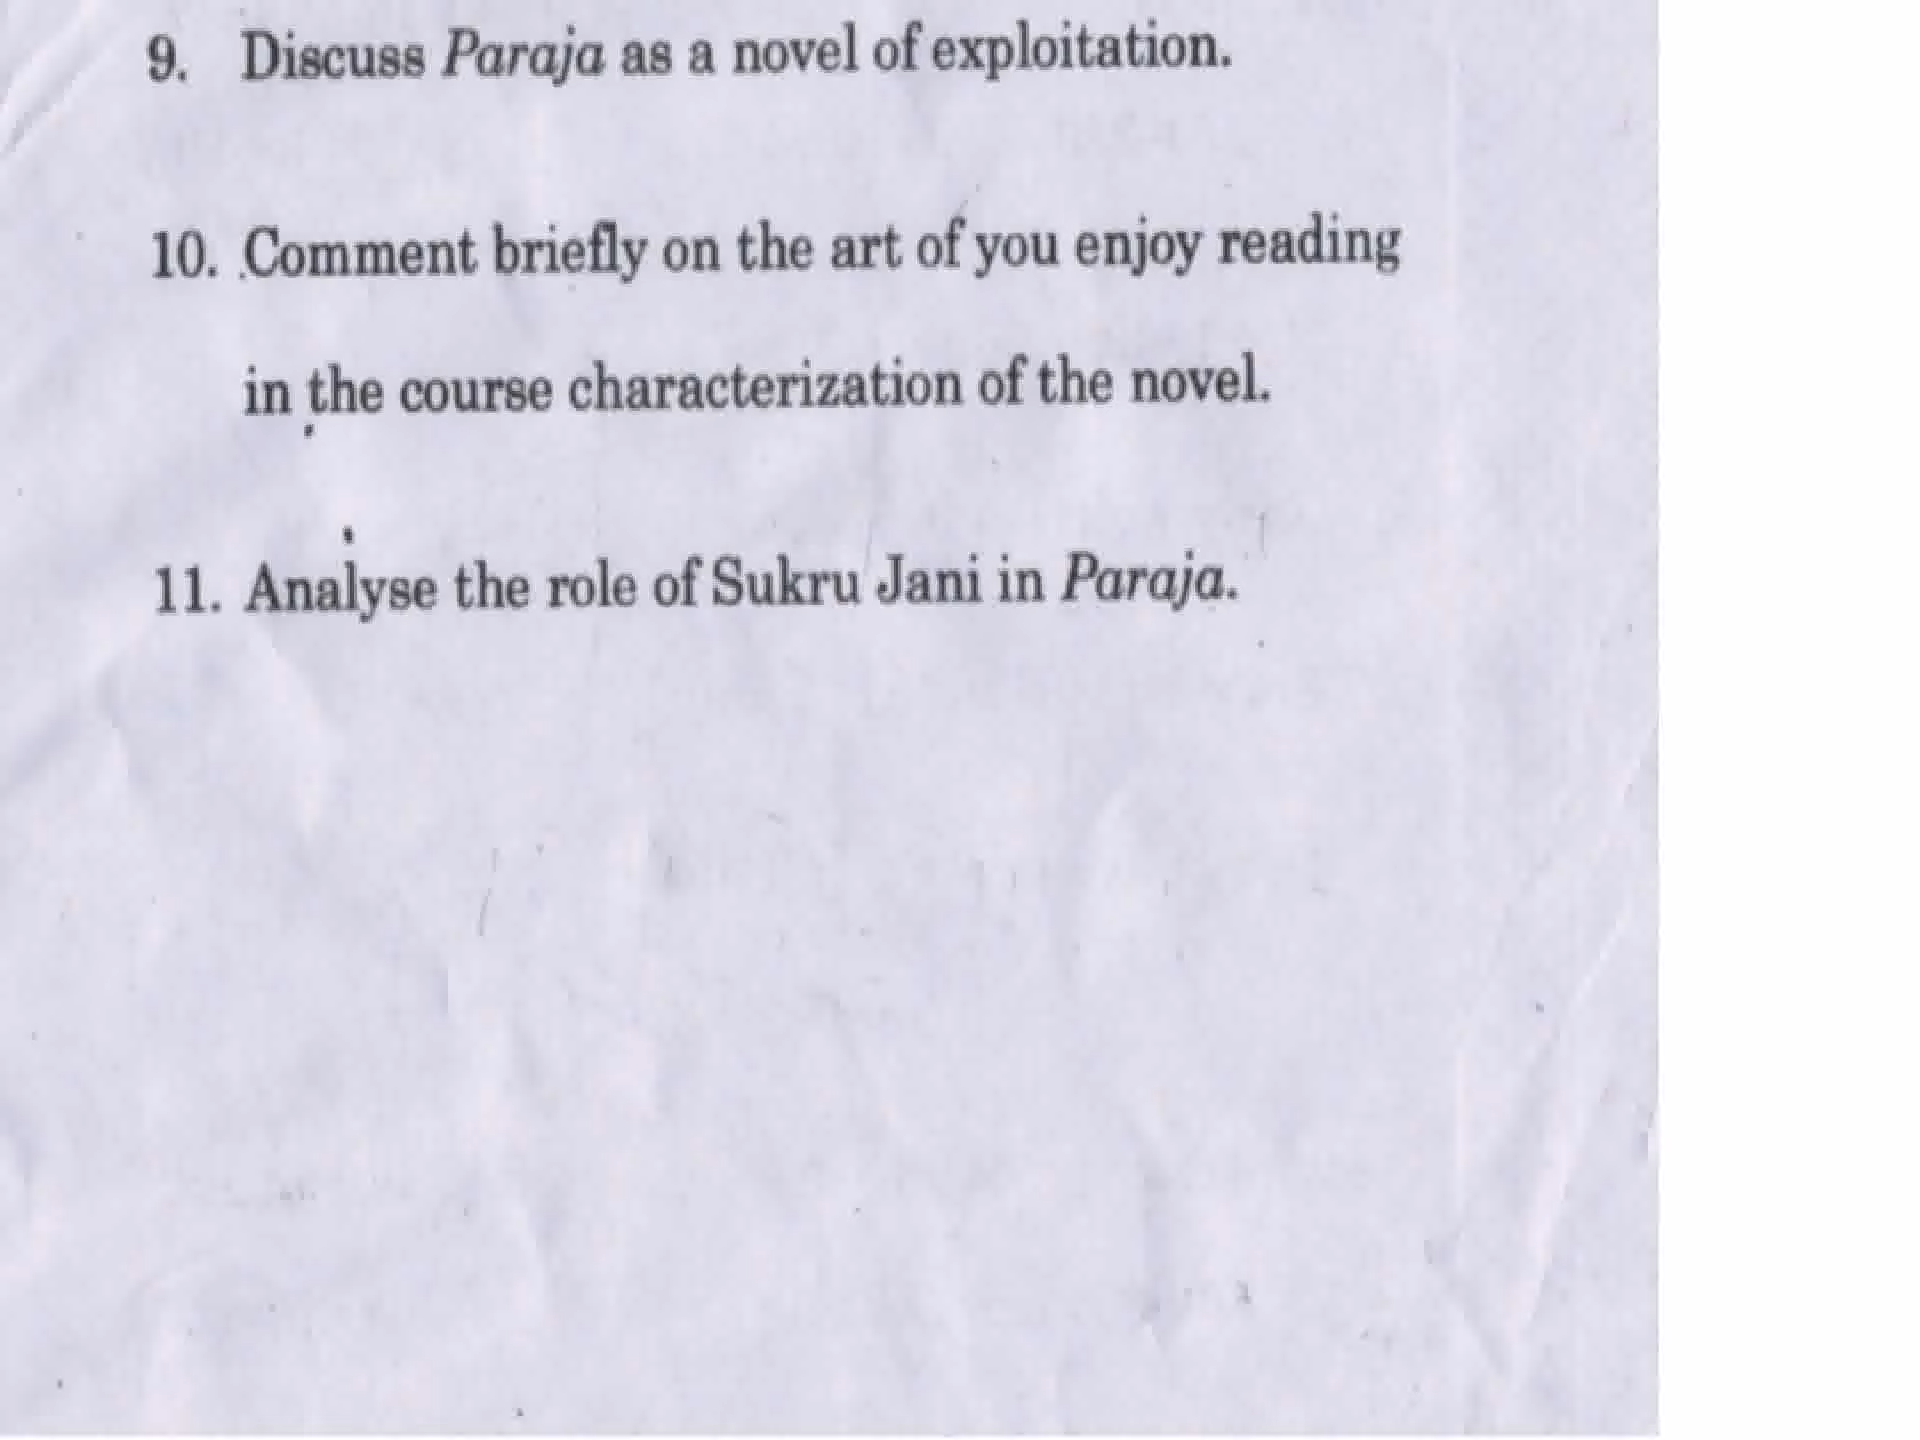 9. Discuss Paraja as a novel of exploitation.
10. Comment briefly on the art of you enjoy reading
in the course characterization of the novel.
11. Analyse the role of Sukru Jani in Paraja.